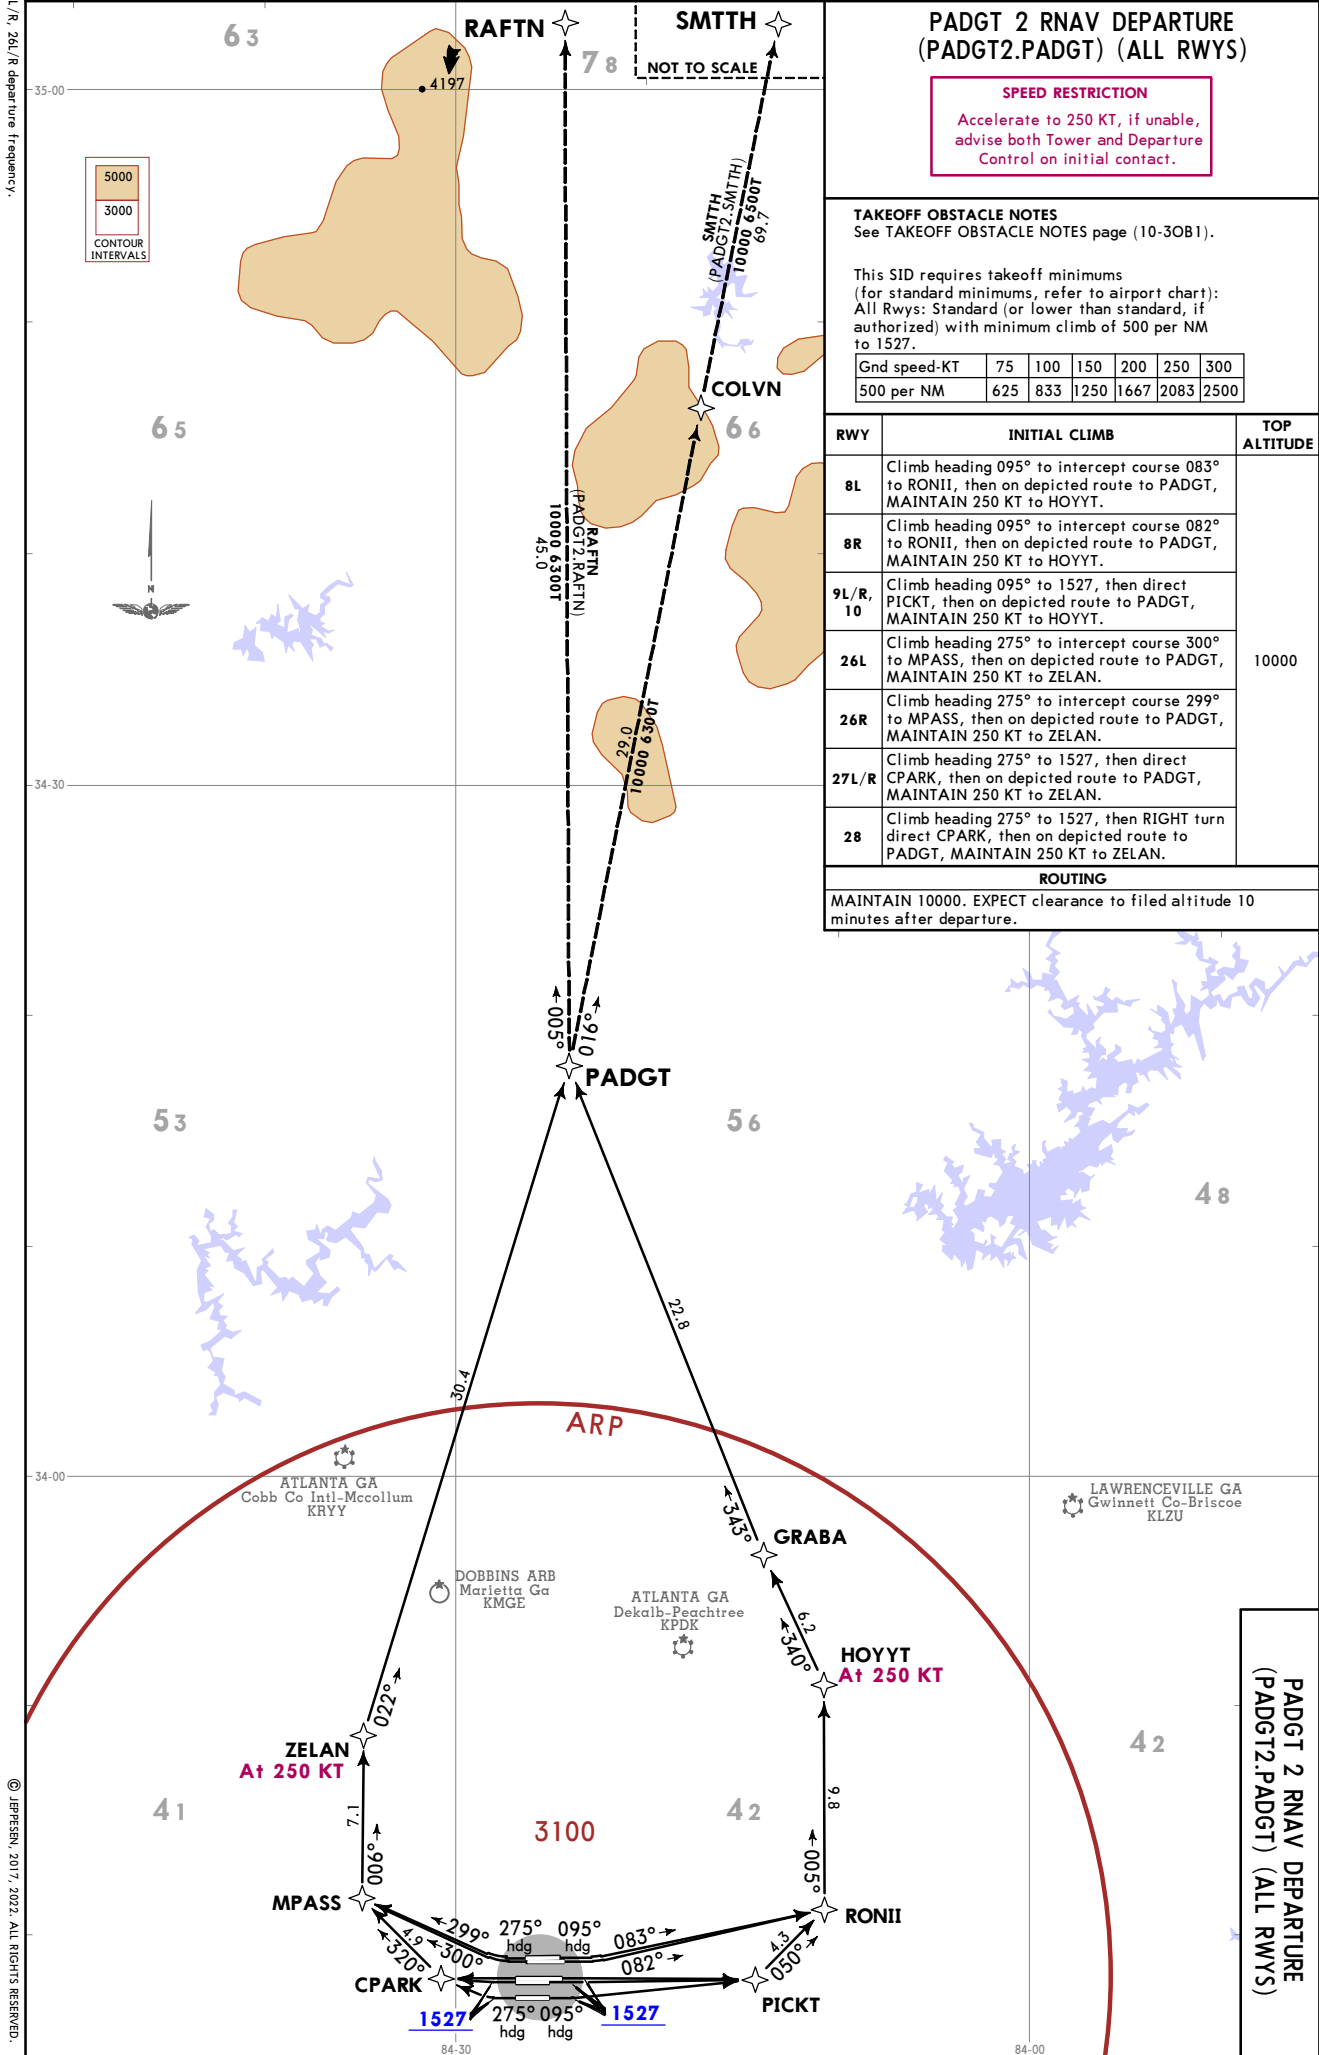 PADGT 2 RNAV DEPARTURE
(PADGT2.PADGT) (ALL RWYS)
SPEED RESTRICTION
Accelerate to 250 KT, if unable,
advise both Tower and Departure
Control on initial contact.
TAKEOFF OBSTACLE NOTES
See TAKEOFF OBSTACLE NOTES page (10-3OB1).
This SID requires takeoff minimums
(for standard minimums, refer to airport chart):
All Rwys: Standard (or lower than standard, if
authorized) with minimum climb of 500 per NM
to 1527.
Gnd speed-KT 75 100 150 200 250 300
500 per NM 625 833 1250 1667 2083 2500
RWY INITIAL CLIMB TOP ALTITUDE
8L Climb heading 095° to intercept course 083°
to RONII, then on depicted route to PADGT,
MAINTAIN 250 KT to HOYYT.
8R Climb heading 095° to intercept course 082°
to RONII, then on depicted route to PADGT,
MAINTAIN 250 KT to HOYYT.
9L/R, 10 Climb heading 095° to 1527, then direct
PICKT, then on depicted route to PADGT,
MAINTAIN 250 KT to HOYYT.
26L Climb heading 275° to intercept course 300°
to MPASS, then on depicted route to PADGT,
MAINTAIN 250 KT to ZELAN.
10000
26R Climb heading 275° to intercept course 299°
to MPASS, then on depicted route to PADGT,
MAINTAIN 250 KT to ZELAN.
27L/R Climb heading 275° to 1527, then direct
CPARK, then on depicted route to PADGT,
MAINTAIN 250 KT to ZELAN.
28 Climb heading 275° to 1527, then RIGHT turn
direct CPARK, then on depicted route to
PADGT, MAINTAIN 250 KT to ZELAN.
ROUTING
MAINTAIN 10000. EXPECT clearance to filed altitude 10
minutes after departure.
L/R, 26L/R departure frequency.
63
RAFTN
78
SMTTH
NOT TO SCALE
35-00
4197
5000
3000
CONTOUR
INTERVALS
SMTTH
(PADGT2.SMTTH)
10000 6500T
69.7
COLVN
65
66
RAFTN
(PADGT2.RAFTN)
10000 6300T
45.0
N
29.0
10000 6300T
34-30
005°
016°
PADGT
53
56
48
22.8
30.4
ARP
34-00
ATLANTA GA
Cobb Co Intl-Mccollum
KRYY
LAWRENCEVILLE GA
Gwinnett Co-Briscoe
KLZU
343°
GRABA
DOBBINS ARB
Marietta Ga
KMGE
ATLANTA GA
Dekalb-Peachtree
KPDK
6.2
340°
HOYYT
At 250 KT
022°
ZELAN
At 250 KT
42
41
7.1
3100
42
9.8
006°
005°
MPASS
RONII
299°
275°
hdg
095°
hdg
083°
4.9
320°
300°
082°
4.3
050°
CPARK
PICKT
1527
275°
hdg
095°
hdg
1527
84-30
84-00
PADGT 2 RNAV DEPARTURE
(PADGT2.PADGT) (ALL RWYS)
© JEPPESEN, 2017, 2022. ALL RIGHTS RESERVED.